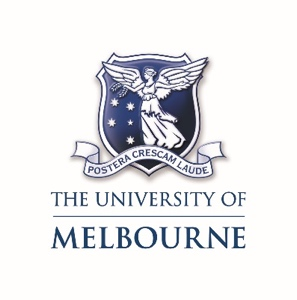 POSTERA CRESCAM LAUDE
THE UNIVERSITY OF
MELBOURNE